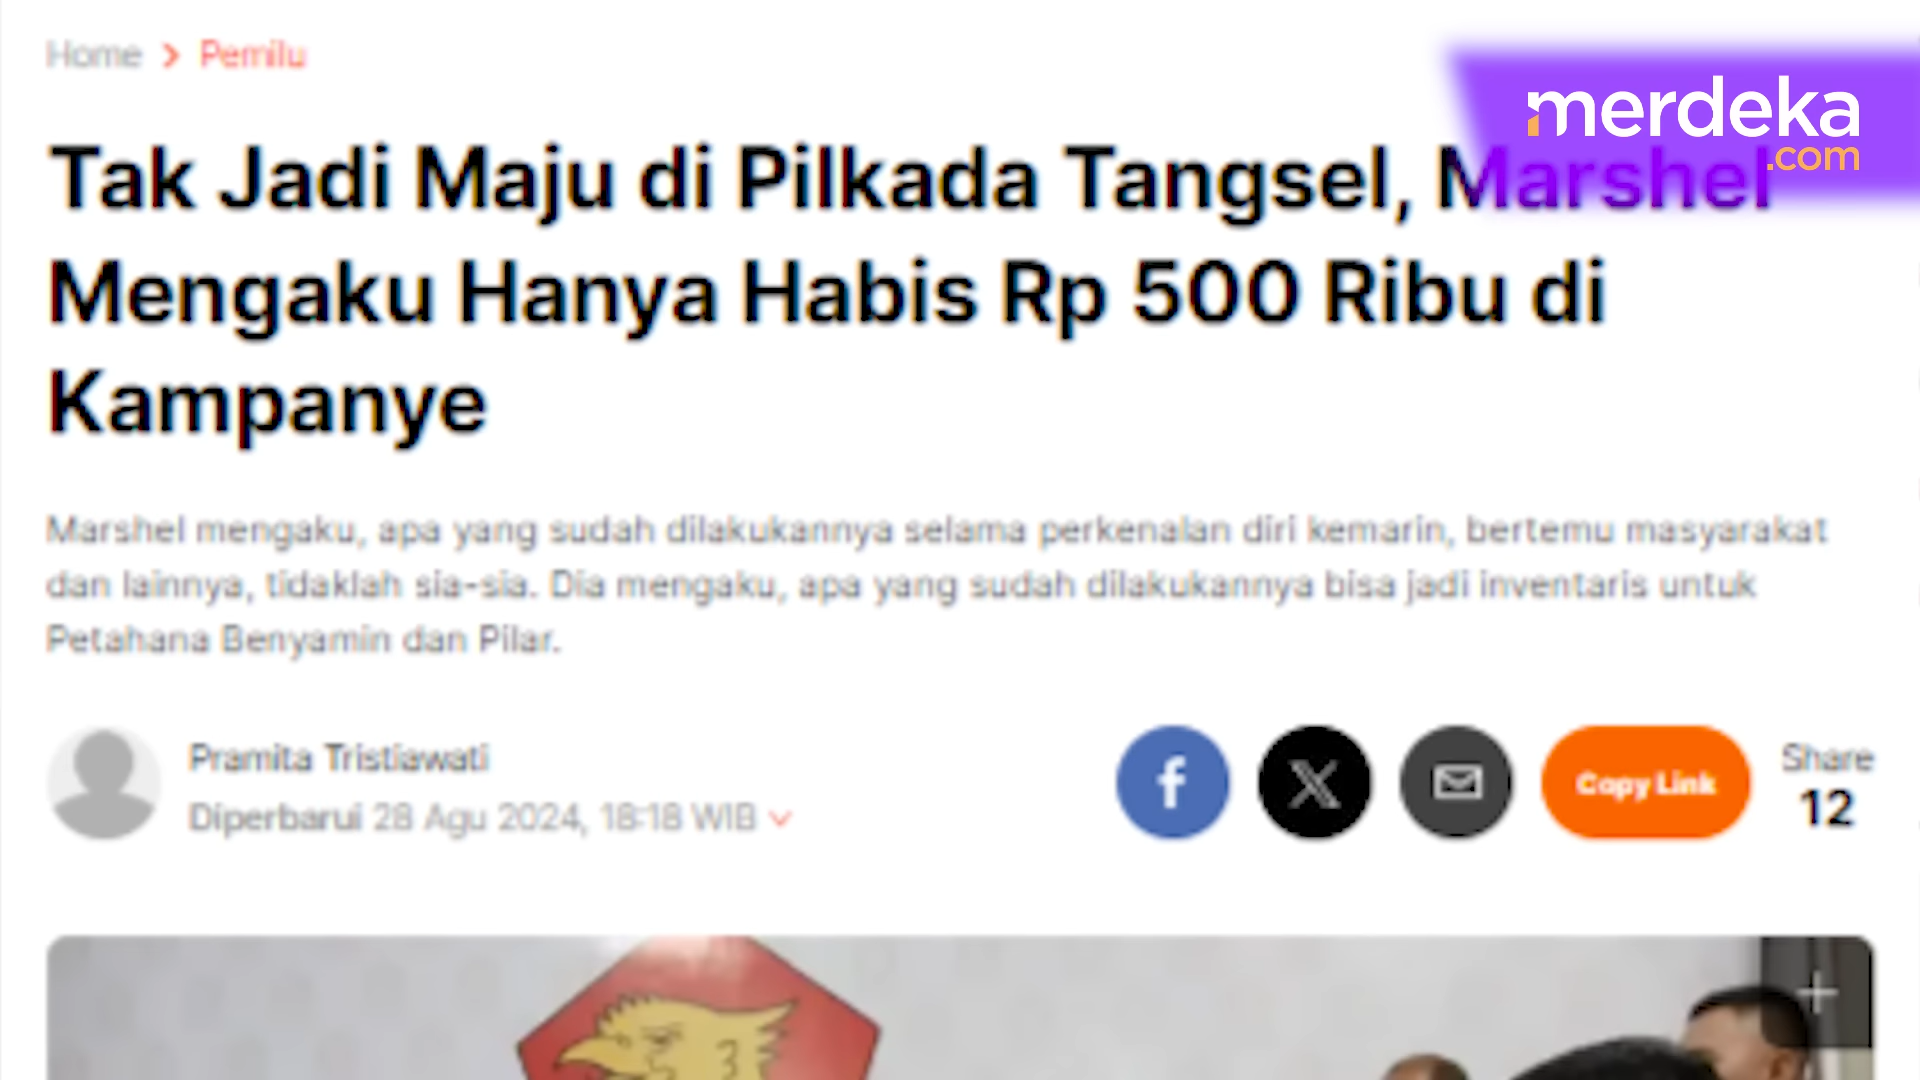 Home > Pemilu
merdeka
.com
Tak Jadi Maju di Pilkada Tangsel, Marshel
Mengaku Hanya Habis Rp 500 Ribu di
Kampanye
Marshel mengaku, apa yang sudah dilakukannya selama perkenalan diri kemarin, bertemu masyarakat
dan lainnya, tidaklah sia-sia. Dia mengaku, apa yang sudah dilakukannya bisa jadi inventaris untuk
Petahana Benyamin dan Pilar.
Pramita Tristiawati
Diperbarui 28 Agu 2024, 18:18 WIB
Copy Link
Share
12